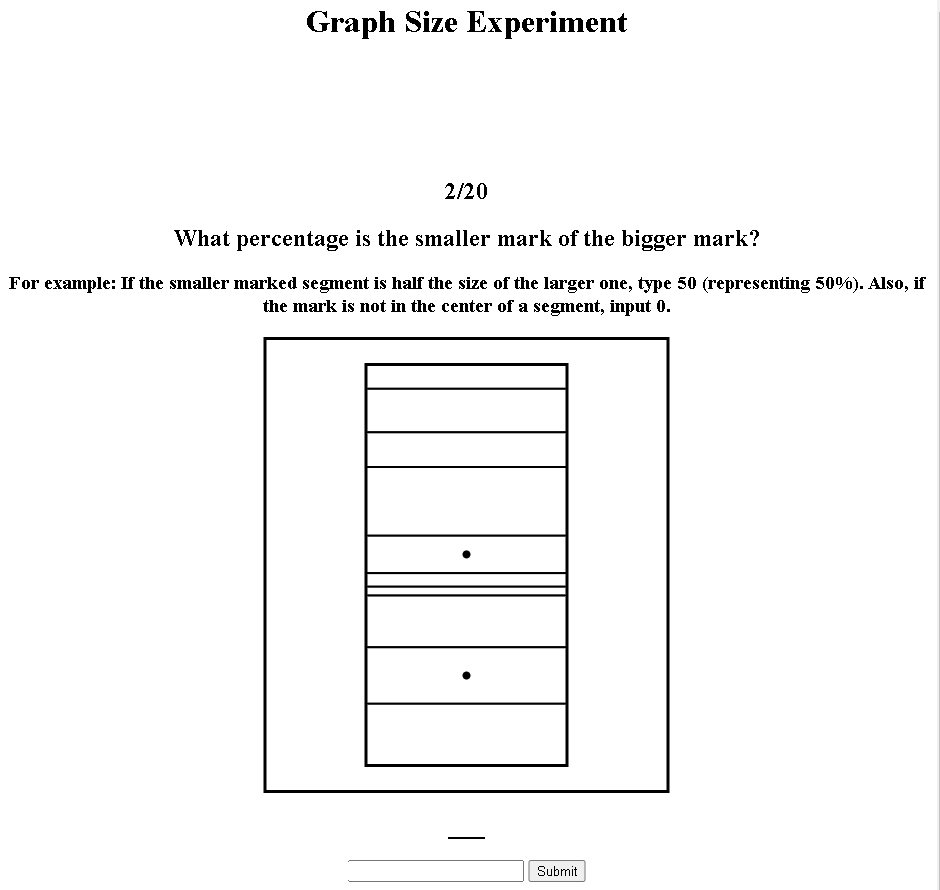 Graph Size Experiment
2/20
What percentage is the smaller mark of the bigger mark?
For example: If the smaller marked segment is half the size of the larger one, type 50 (representing 50%). Also, if
the mark is not in the center of a segment, input 0.
Submit